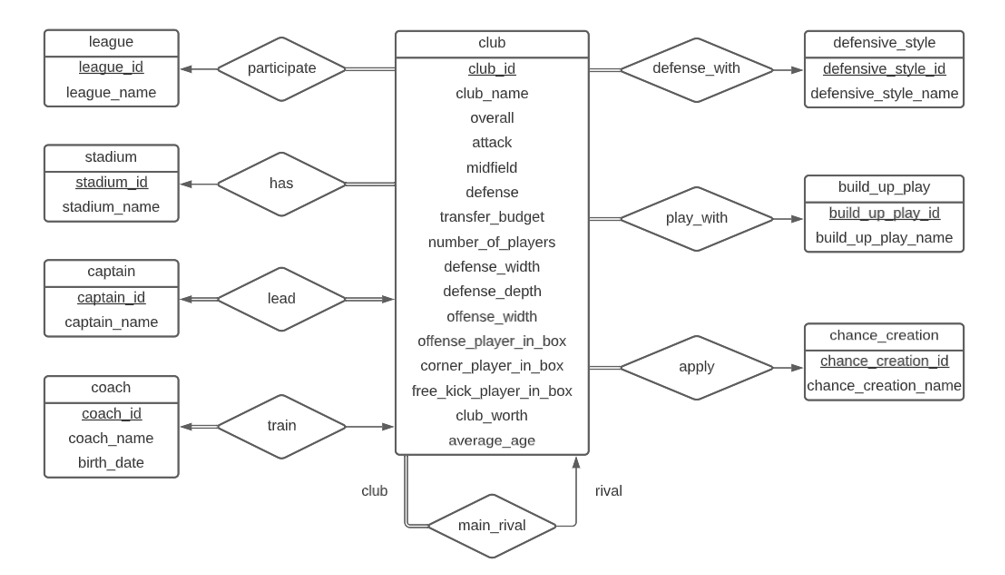 league
league_id
league_name
participate
stadium
stadium_id
stadium_name
has
captain
captain_id
captain_name
lead
coach
coach_id
coach_name
birth_date
train
club
club_id
club_name
overall
attack
midfield
defense
transfer_budget
number_of_players
defense_width
defense_depth
offense_width
offense_player_in_box
corner_player_in_box
free_kick_player_in_box
club_worth
average_age
club
main_rival
rival
defense_with
defensive_style
defensive_style_id
defensive_style_name
play_with
build_up_play
build_up_play_id
build_up_play_name
apply
chance_creation
chance_creation_id
chance_creation_name